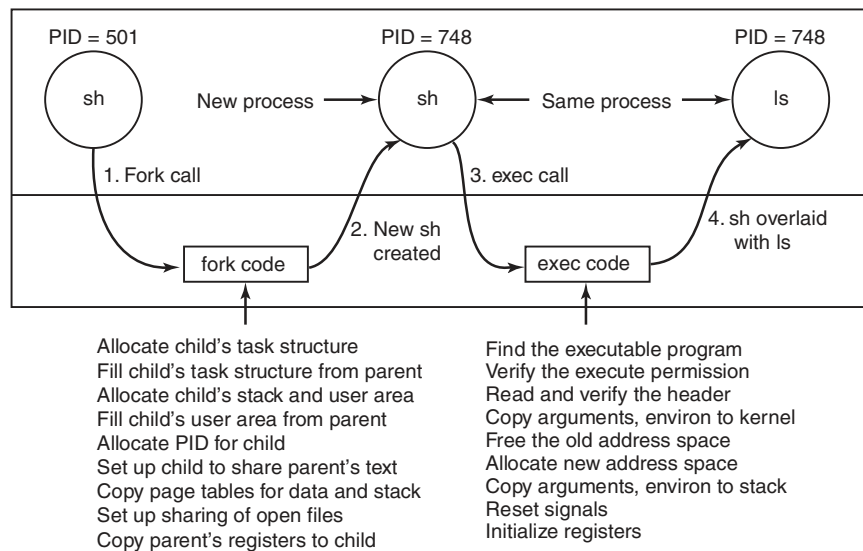 PID = 501
PID = 748
PID = 748
sh
New process
sh
Same process
ls
1. Fork call
3. exec call
2. New sh
created
4. sh overlaid
with ls
fork code
exec code
Allocate child's task structure
Fill child's task structure from parent
Allocate child's stack and user area
Fill child's user area from parent
Allocate PID for child
Set up child to share parent's text
Copy page tables for data and stack
Set up sharing of open files
Copy parent's registers to child
Find the executable program
Verify the execute permission
Read and verify the header
Copy arguments, environ to kernel
Free the old address space
Allocate new address space
Copy arguments, environ to stack
Reset signals
Initialize registers